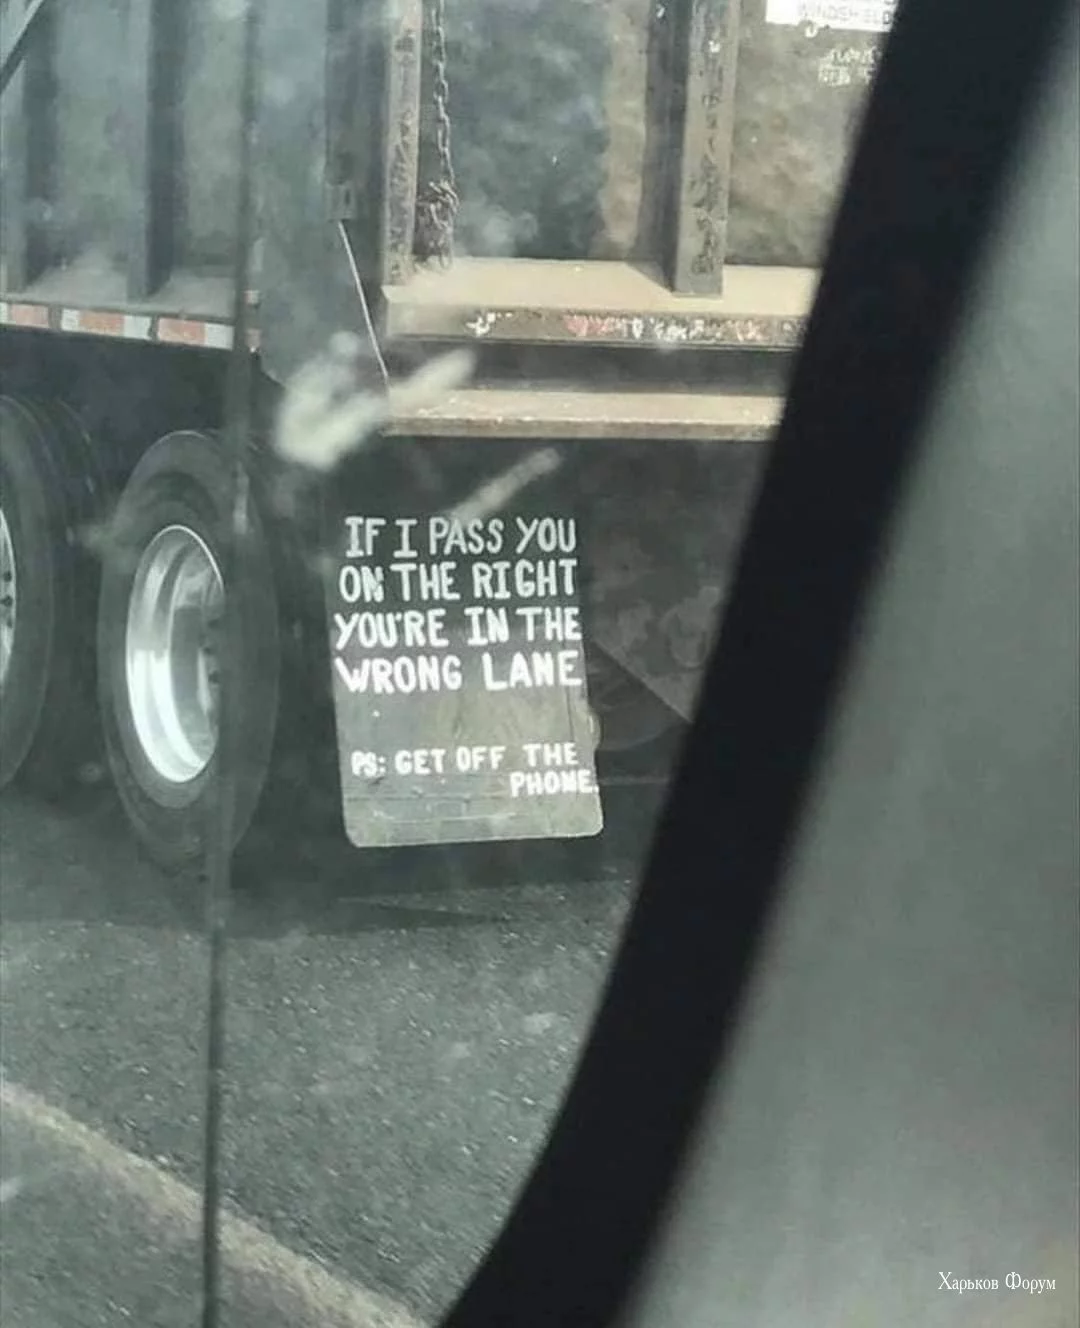 WINDSHIELD
IF I PASS YOU
ON THE RIGHT
YOU'RE IN THE
WRONG LANE
PS: GET OFF THE
PHONE.
Харьков Форум